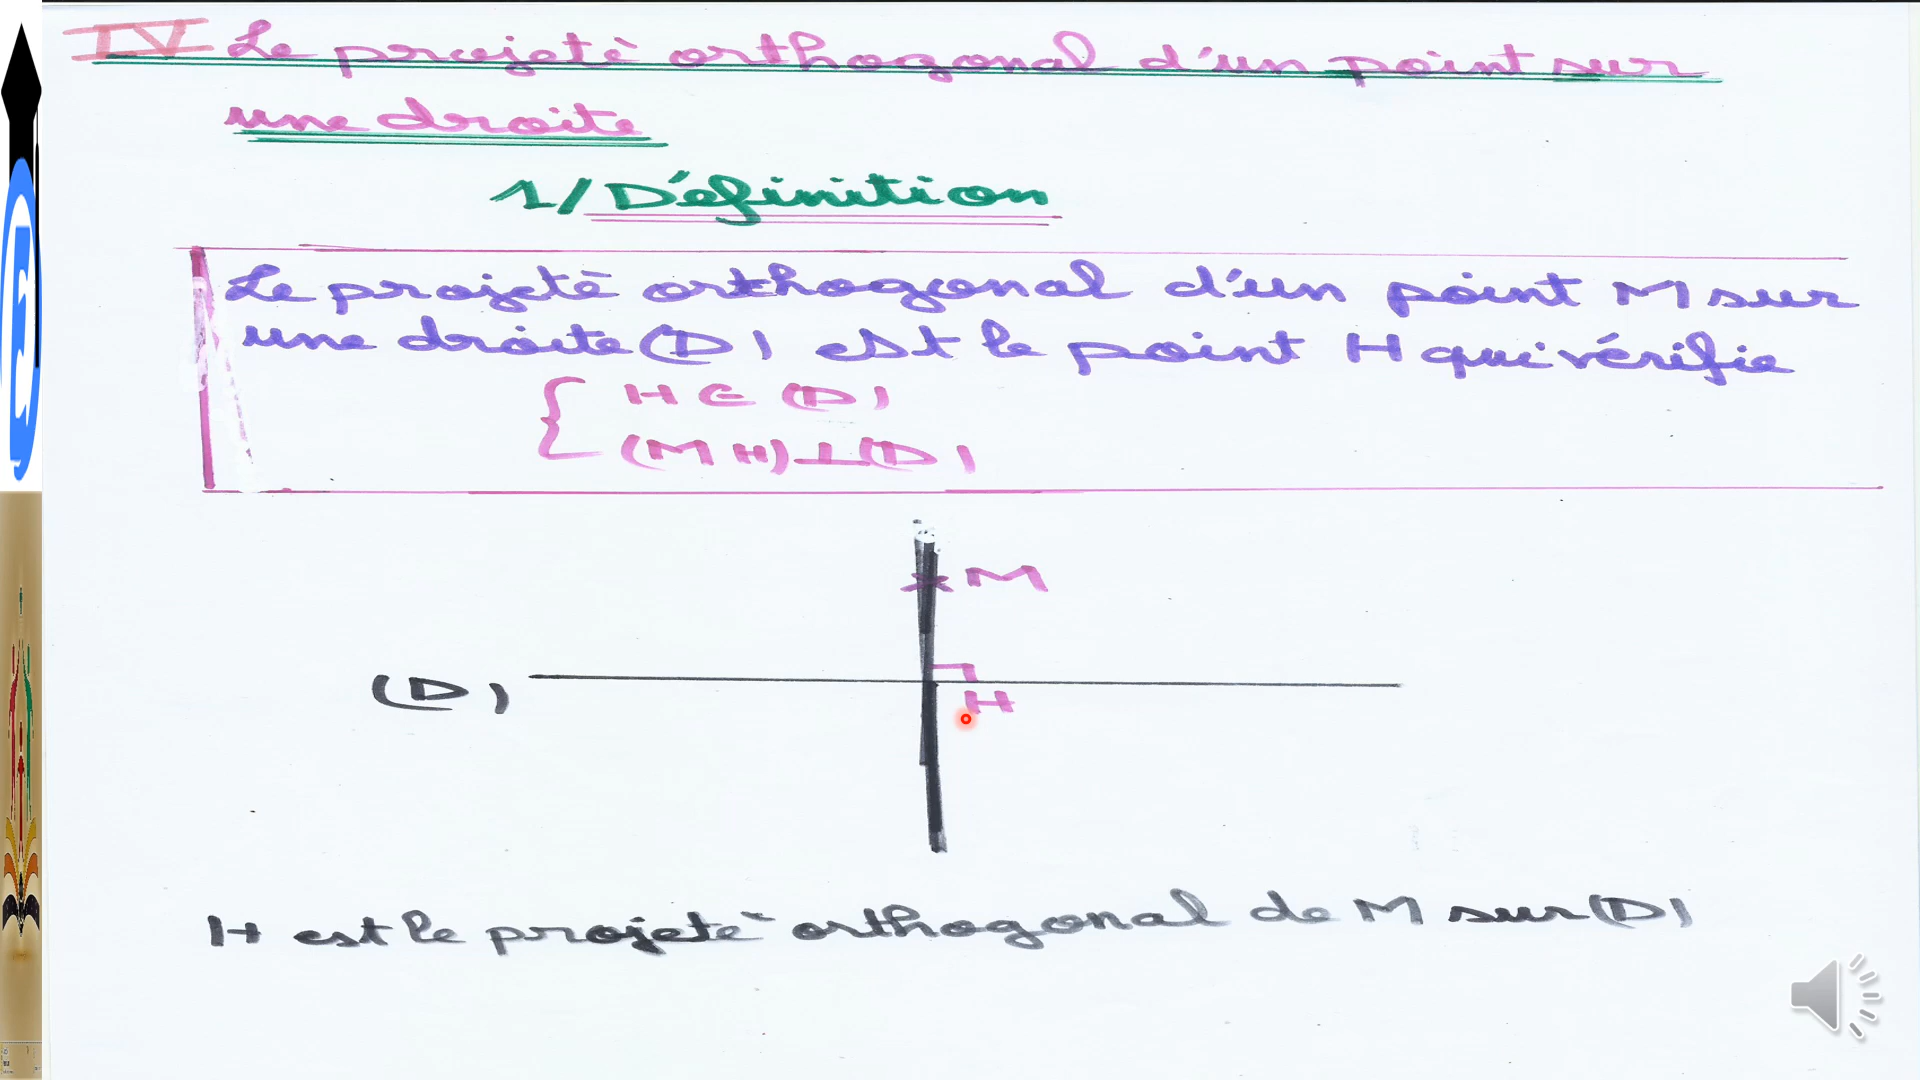 IV Le projeté orthogonal d'un point sur
une droite
1/ Définition
Le projeté orthogonal d'un point M sur
une droite (D) est le point H qui vérifie
{ H ∈ (D)
(MH) ⊥ (D)
M
(D)
H
H est le projeté orthogonal de M sur (D)